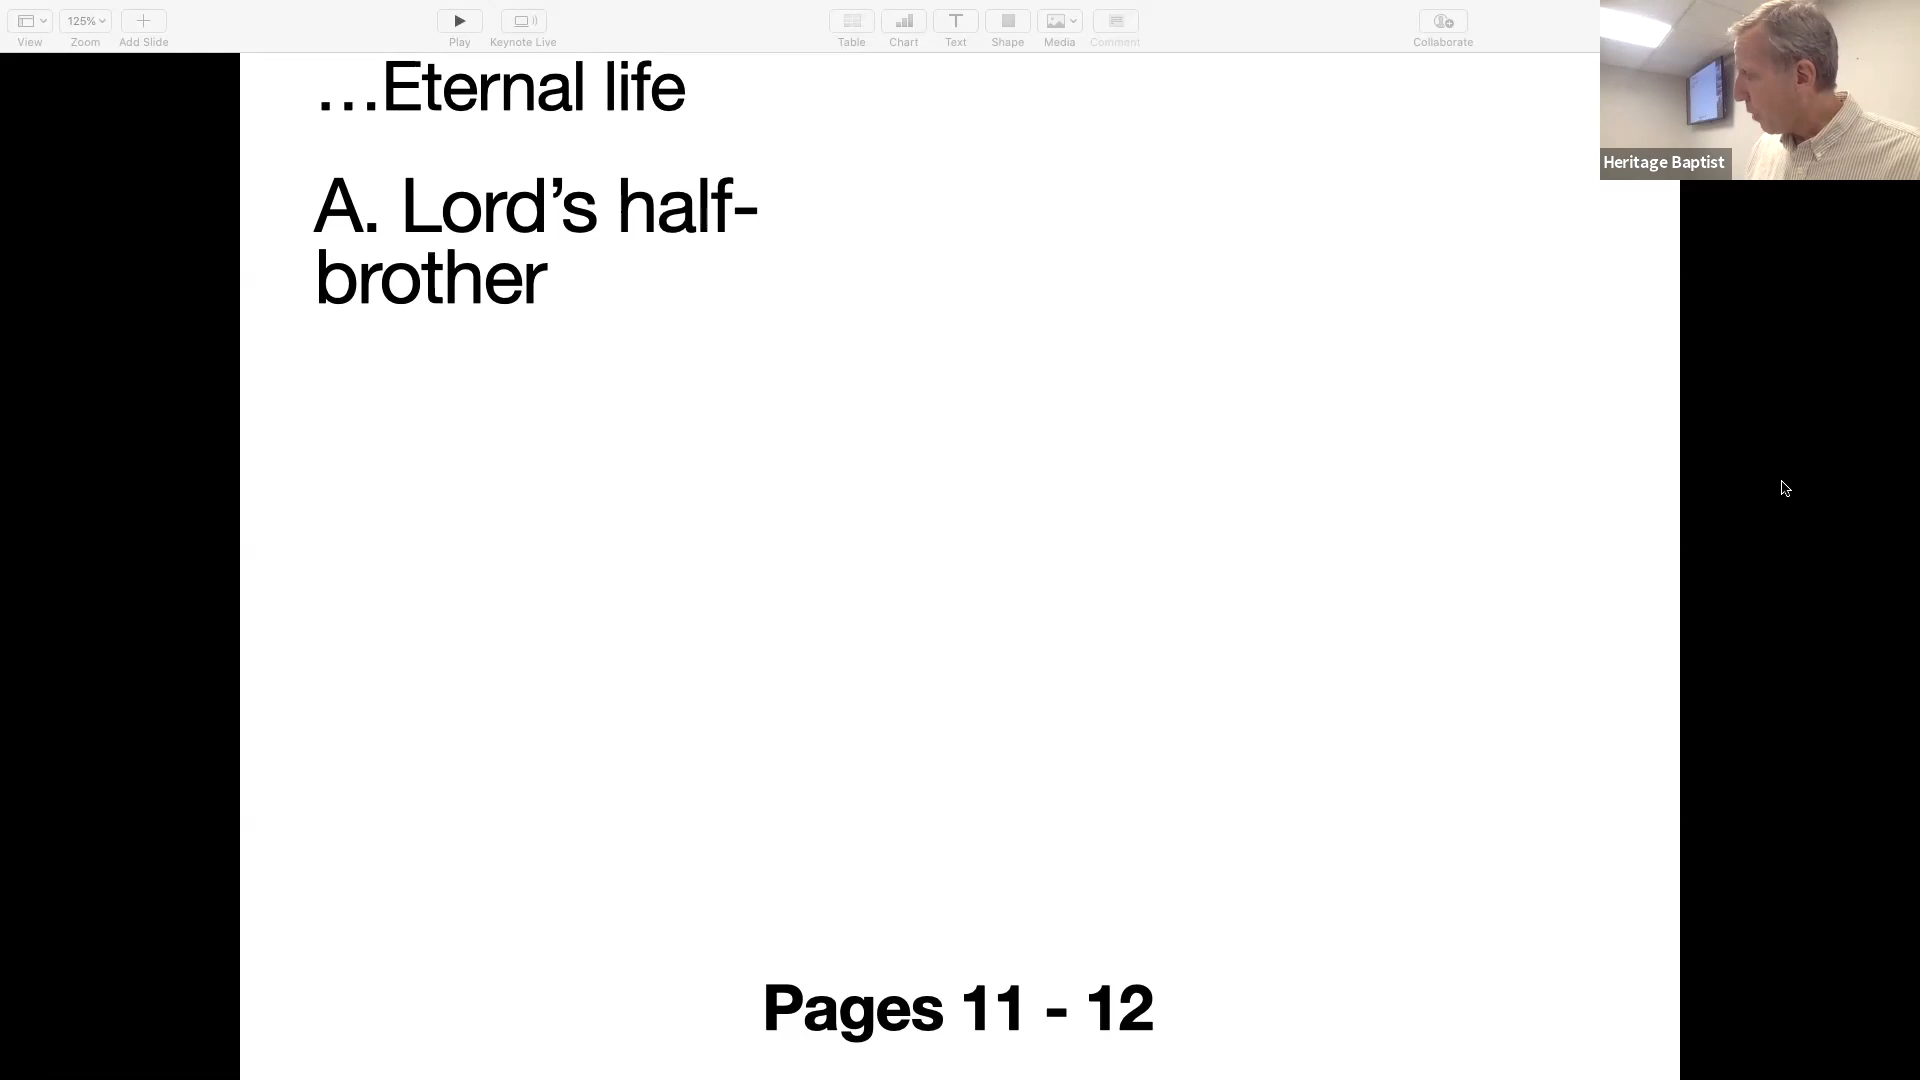 125%
View
Zoom
Add Slide
Play
Keynote Live
Table
Chart
Text
Shape
Media
Comment
Collaborate
Heritage Baptist
…Eternal life
A. Lord’s half-
brother
Pages 11 - 12